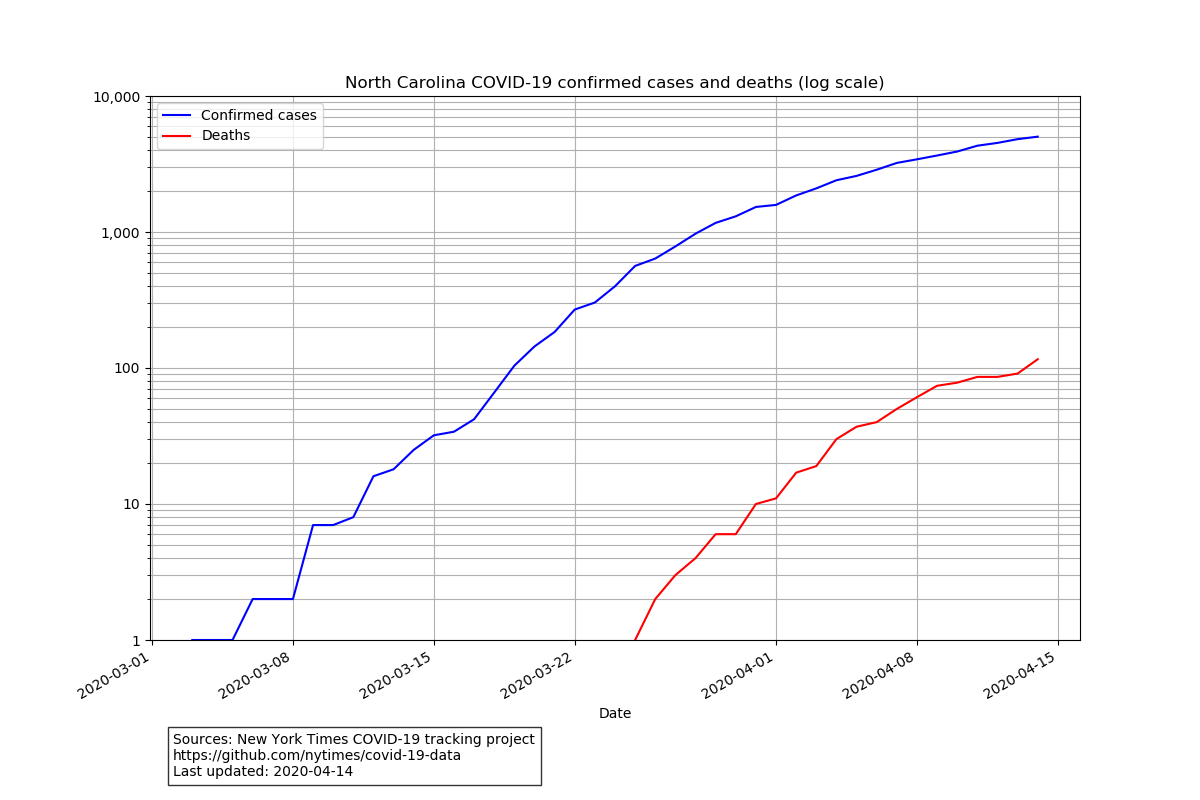 North Carolina COVID-19 confirmed cases and deaths (log scale)
10,000
1,000
100
10
1
Confirmed cases
Deaths
2020-03-01
2020-03-08
2020-03-15
2020-03-22
2020-04-01
2020-04-08
2020-04-15
Date
Sources: New York Times COVID-19 tracking project
https://github.com/nytimes/covid-19-data
Last updated: 2020-04-14